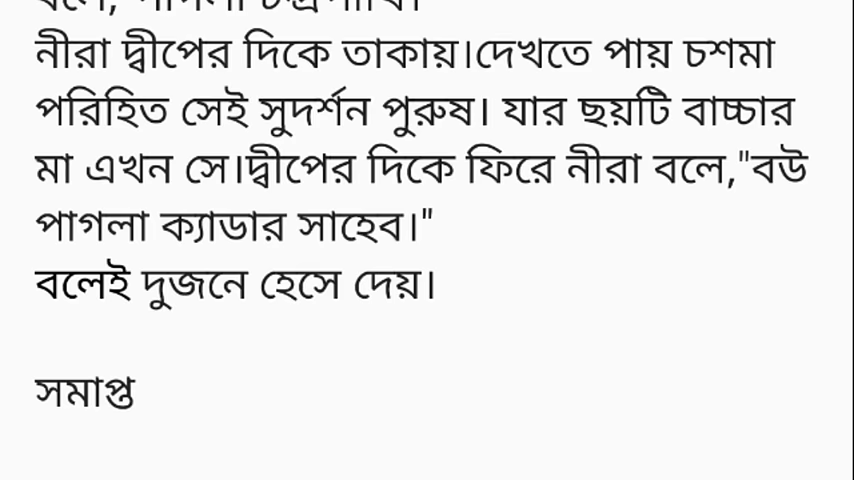 নীরা দ্বীপের দিকে তাকায়।দেখতে পায় চশমা
পরিহিত সেই সুদর্শন পুরুষ। যার ছয়টি বাচ্চার
মা এখন সে।দ্বীপের দিকে ফিরে নীরা বলে,"বউ
পাগলা ক্যাডার সাহেব।"
বলেই দুজনে হেসে দেয়।
সমাপ্ত